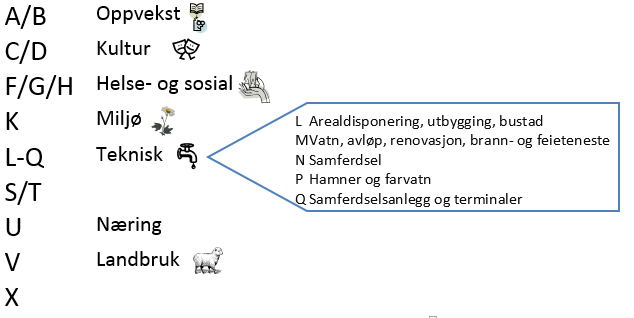 A/B Oppvekst
C/D Kultur
F/G/H Helse- og sosial
K Miljø
L-Q Teknisk
S/T
U Næring
V Landbruk
X
L Arealdisponering, utbygging, bustad
MVatn, avløp, renovasjon, brann- og feieteneste
N Samferdsel
P Hamner og farvatn
Q Samferdselsanlegg og terminaler